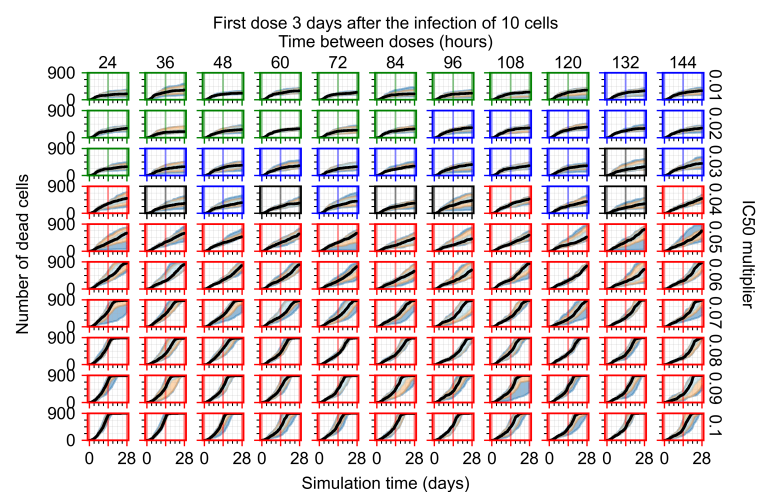 First dose 3 days after the infection of 10 cells
Time between doses (hours)
24 36 48 60 72 84 96 108 120 132 144
900 0 0.01
900 0 0.02
900 0 0.03
900 0 0.04
900 0 0.05
900 0 0.06
900 0 0.07
900 0 0.08
900 0 0.09
900 0 0.1
0 28 0 28 0 28 0 28 0 28 0 28 0 28 0 28 0 28 0 28 0 28
Number of dead cells
IC50 multiplier
Simulation time (days)